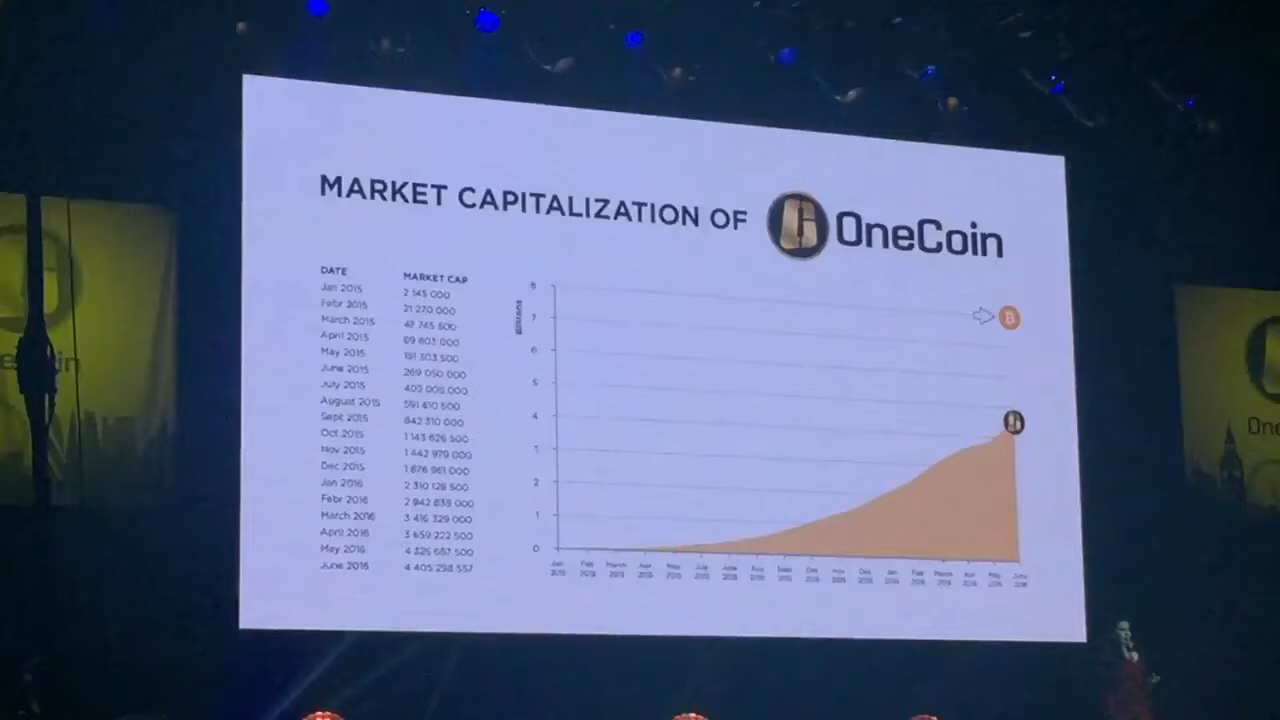 MARKET CAPITALIZATION OF OneCoin
DATE MARKET CAP
Jan 2015 2 145 000
Febr 2015 21 270 000
March 2015 47 745 500
April 2015 69 803 000
May 2015 191 303 500
June 2015 269 050 000
July 2015 402 008 000
August 2015 591 610 500
Sept 2015 842 310 000
Oct 2015 1 143 626 500
Nov 2015 1 442 979 000
Dec 2015 1 876 961 000
Jan 2016 2 310 126 500
Febr 2016 2 942 839 000
March 2016 3 416 329 000
April 2016 3 659 222 500
May 2016 4 325 687 500
June 2016 4 405 298 557
Billions
8
7
6
5
4
3
2
1
0
One